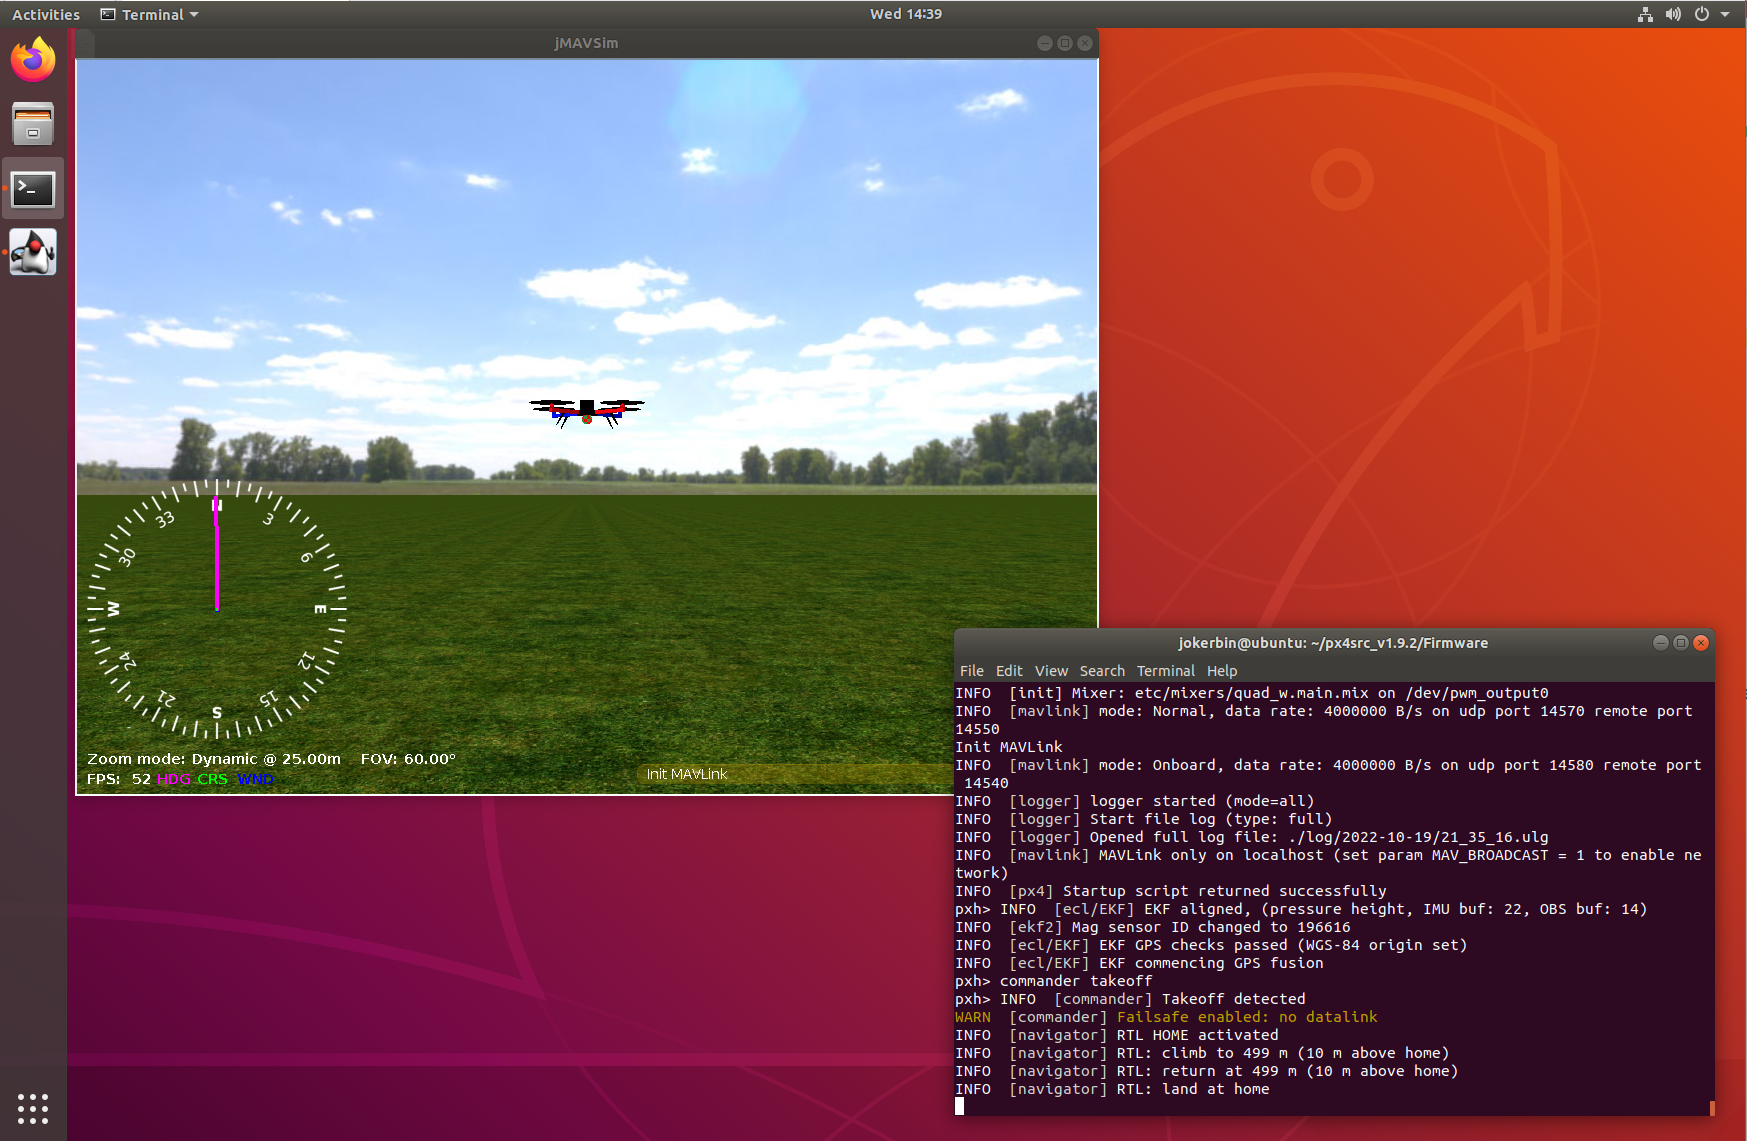 Activities
Terminal
Wed 14:39
jMAVSim
N
3
6
E
12
15
S
21
24
W
30
33
Zoom mode: Dynamic @ 25.00m FOV: 60.00°
FPS: 52 HDG CRS WND
Init MAVLink
jokerbin@ubuntu: ~/px4src_v1.9.2/Firmware
File Edit View Search Terminal Help
INFO [init] Mixer: etc/mixers/quad_w.main.mix on /dev/pwm_output0
INFO [mavlink] mode: Normal, data rate: 4000000 B/s on udp port 14570 remote port
14550
Init MAVLink
INFO [mavlink] mode: Onboard, data rate: 4000000 B/s on udp port 14580 remote port
14540
INFO [logger] logger started (mode=all)
INFO [logger] Start file log (type: full)
INFO [logger] Opened full log file: ./log/2022-10-19/21_35_16.ulg
INFO [mavlink] MAVLink only on localhost (set param MAV_BROADCAST = 1 to enable ne
twork)
INFO [px4] Startup script returned successfully
pxh> INFO [ecl/EKF] EKF aligned, (pressure height, IMU buf: 22, OBS buf: 14)
INFO [ekf2] Mag sensor ID changed to 196616
INFO [ecl/EKF] EKF GPS checks passed (WGS-84 origin set)
INFO [ecl/EKF] EKF commencing GPS fusion
pxh> commander takeoff
pxh> INFO [commander] Takeoff detected
WARN [commander] Failsafe enabled: no datalink
INFO [navigator] RTL HOME activated
INFO [navigator] RTL: climb to 499 m (10 m above home)
INFO [navigator] RTL: return at 499 m (10 m above home)
INFO [navigator] RTL: land at home